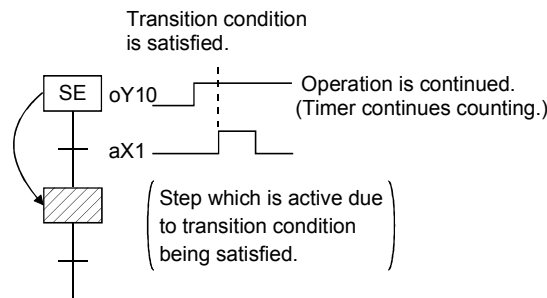 Transition condition
is satisfied.
SE oY10
Operation is continued.
(Timer continues counting.)
aX1
(Step which is active due
to transition condition
being satisfied.)